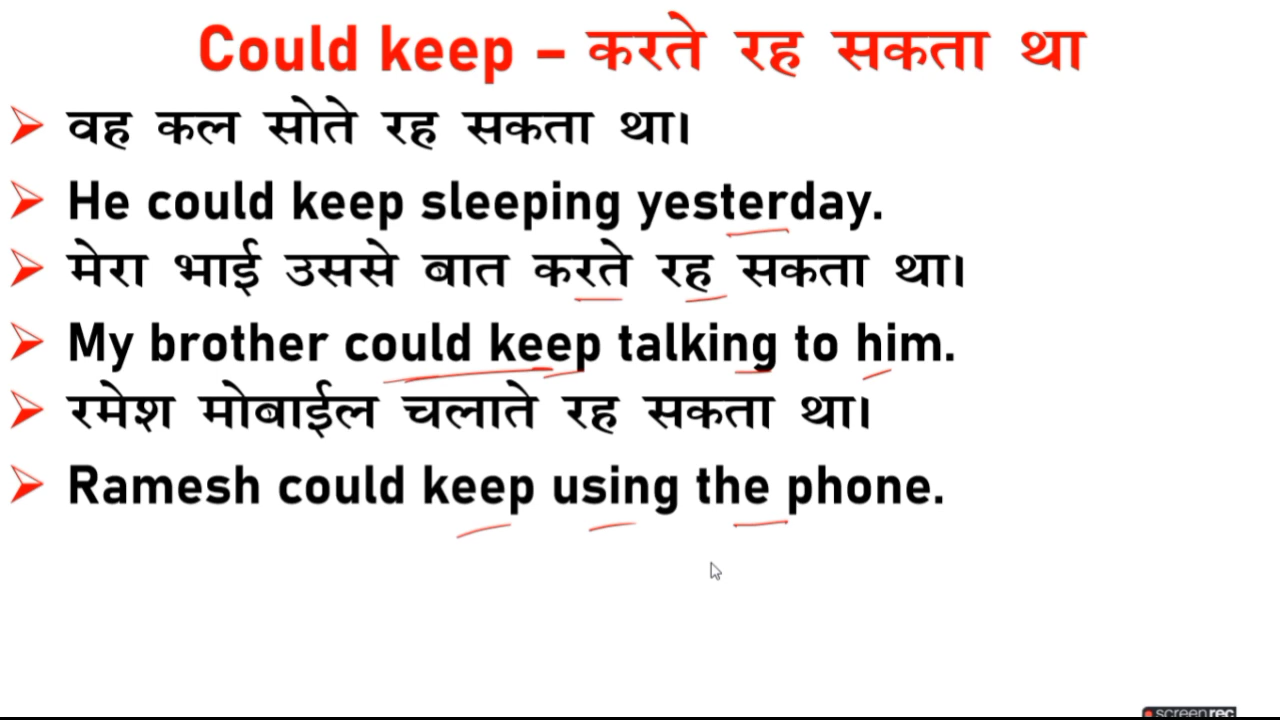 Could keep – करते रह सकता था
➢ वह कल सोते रह सकता था।
➢ He could keep sleeping yesterday.
➢ मेरा भाई उससे बात करते रह सकता था।
➢ My brother could keep talking to him.
➢ रमेश मोबाईल चलाते रह सकता था।
➢ Ramesh could keep using the phone.
screenrec